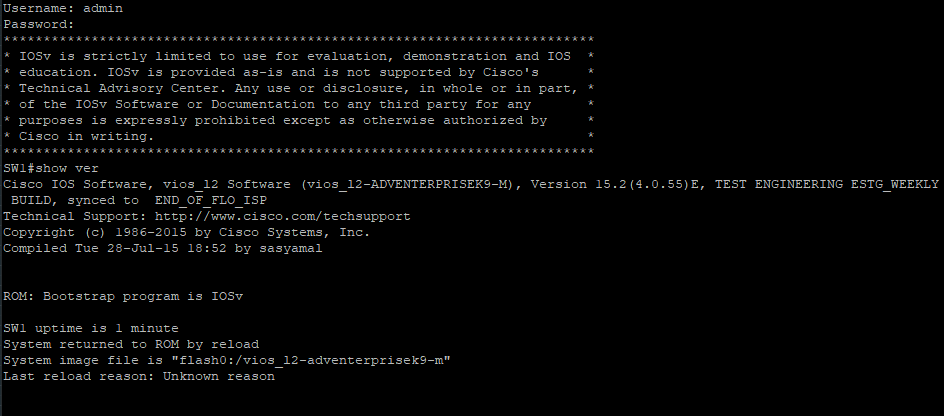 Username: admin
Password:
**************************************************************************
* IOSv is strictly limited to use for evaluation, demonstration and IOS  *
* education. IOSv is provided as-is and is not supported by Cisco's      *
* Technical Advisory Center. Any use or disclosure, in whole or in part, *
* of the IOSv Software or Documentation to any third party for any       *
* purposes is expressly prohibited except as otherwise authorized by     *
* Cisco in writing.                                                      *
**************************************************************************
SW1#show ver
Cisco IOS Software, vios_l2 Software (vios_l2-ADVENTERPRISEK9-M), Version 15.2(4.0.55)E, TEST ENGINEERING ESTG_WEEKLY
 BUILD, synced to  END_OF_FLO_ISP
Technical Support: http://www.cisco.com/techsupport
Copyright (c) 1986-2015 by Cisco Systems, Inc.
Compiled Tue 28-Jul-15 18:52 by sasyamal
ROM: Bootstrap program is IOSv
SW1 uptime is 1 minute
System returned to ROM by reload
System image file is "flash0:/vios_l2-adventerprisek9-m"
Last reload reason: Unknown reason